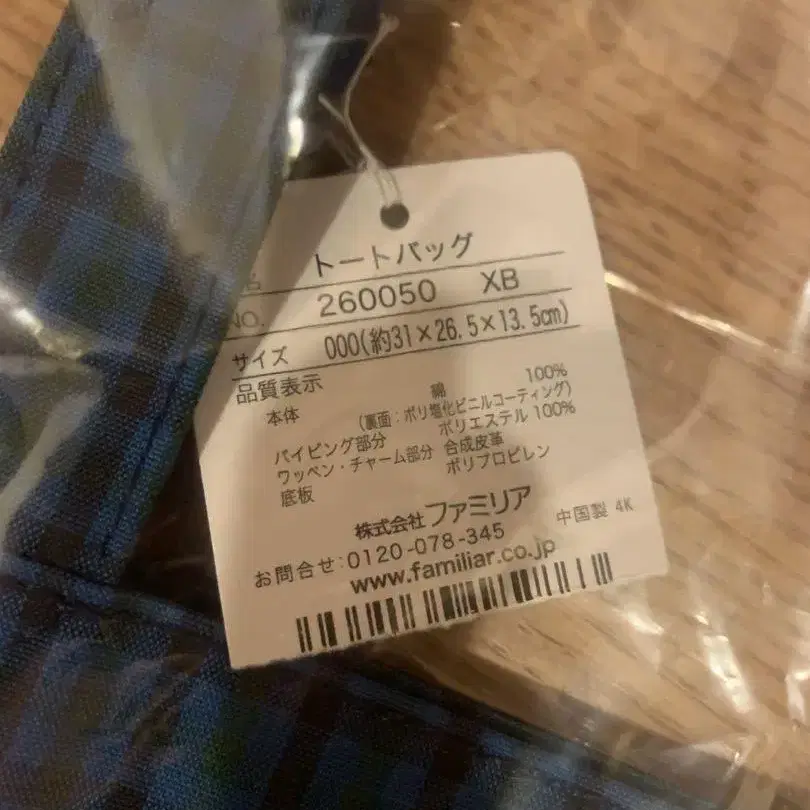 トートバッグ
NO. 260050 XB
サイズ 000(約31×26.5×13.5cm)
品質表示
本体 綿 100%
(裏面:ポリ塩化ビニルコーティング)
パイピング部分 ポリエステル 100%
ワッペン・チャーム部分 合成皮革
底板 ポリプロピレン
株式会社ファミリア 中国製 4K
お問合せ:0120-078-345
www.familiar.co.jp